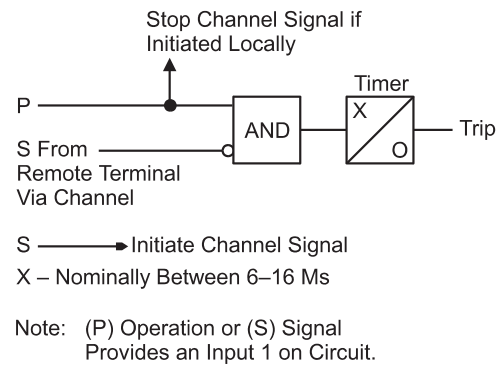 Stop Channel Signal if
Initiated Locally
Timer
P
AND
X
O
Trip
S From
Remote Terminal
Via Channel
S Initiate Channel Signal
X – Nominally Between 6–16 Ms
Note: (P) Operation or (S) Signal
Provides an Input 1 on Circuit.